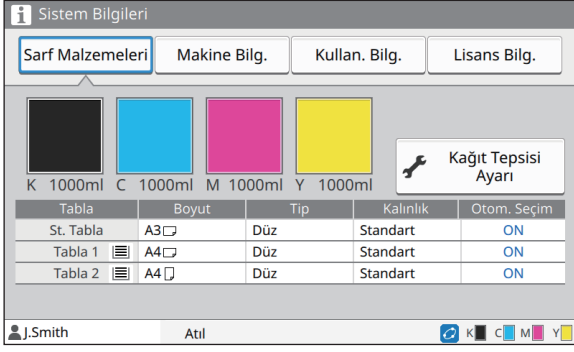 i Sistem Bilgileri
Sarf Malzemeleri Makine Bilg. Kullan. Bilg. Lisans Bilg.
K 1000ml C 1000ml M 1000ml Y 1000ml
Kağıt Tepsisi
Ayarı
Tabla Boyut Tip Kalınlık Otom. Seçim
St. Tabla A3 Düz Standart ON
Tabla 1 A4 Düz Standart ON
Tabla 2 A4 Düz Standart ON
J.Smith Atıl K C M Y